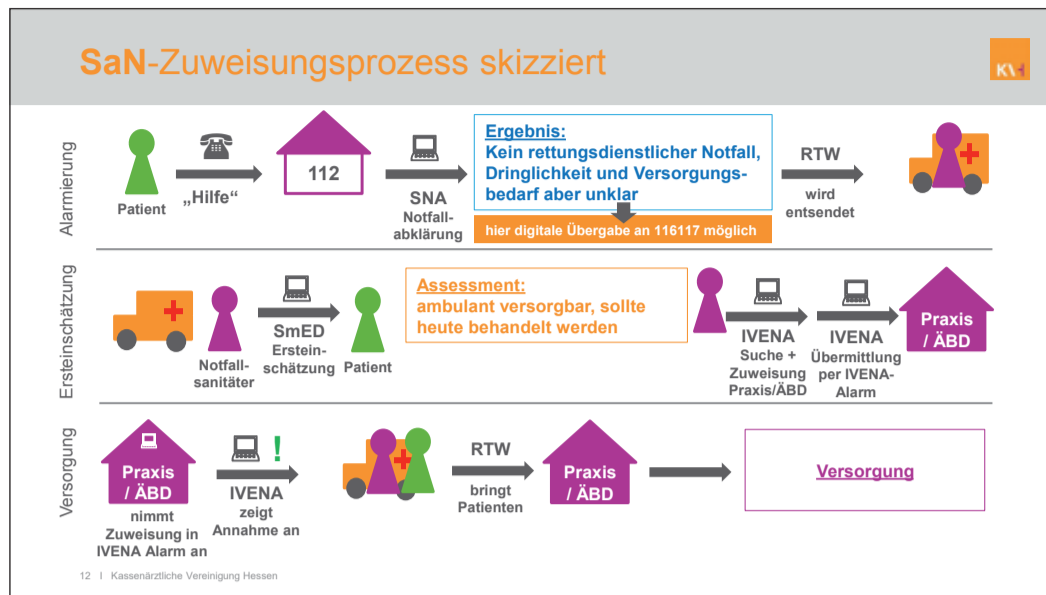 SaN-Zuweisungsprozess skizziert
KVH
Alarmierung
Patient
„Hilfe“
112
SNA
Notfall-
abklärung
Ergebnis:
Kein rettungsdienstlicher Notfall,
Dringlichkeit und Versorgungs-
bedarf aber unklar
hier digitale Übergabe an 116117 möglich
RTW
wird
entsendet
Ersteinschätzung
Notfall-
sanitäter
SmED
Erstein-
schätzung
Patient
Assessment:
ambulant versorgbar, sollte
heute behandelt werden
IVENA
Suche +
Zuweisung
Praxis/ÄBD
IVENA
Übermittlung
per IVENA-
Alarm
Praxis
/ ÄBD
Versorgung
Praxis
/ ÄBD
nimmt
Zuweisung in
IVENA Alarm an
!
IVENA
zeigt
Annahme an
RTW
bringt
Patienten
Praxis
/ ÄBD
Versorgung
12 I Kassenärztliche Vereinigung Hessen